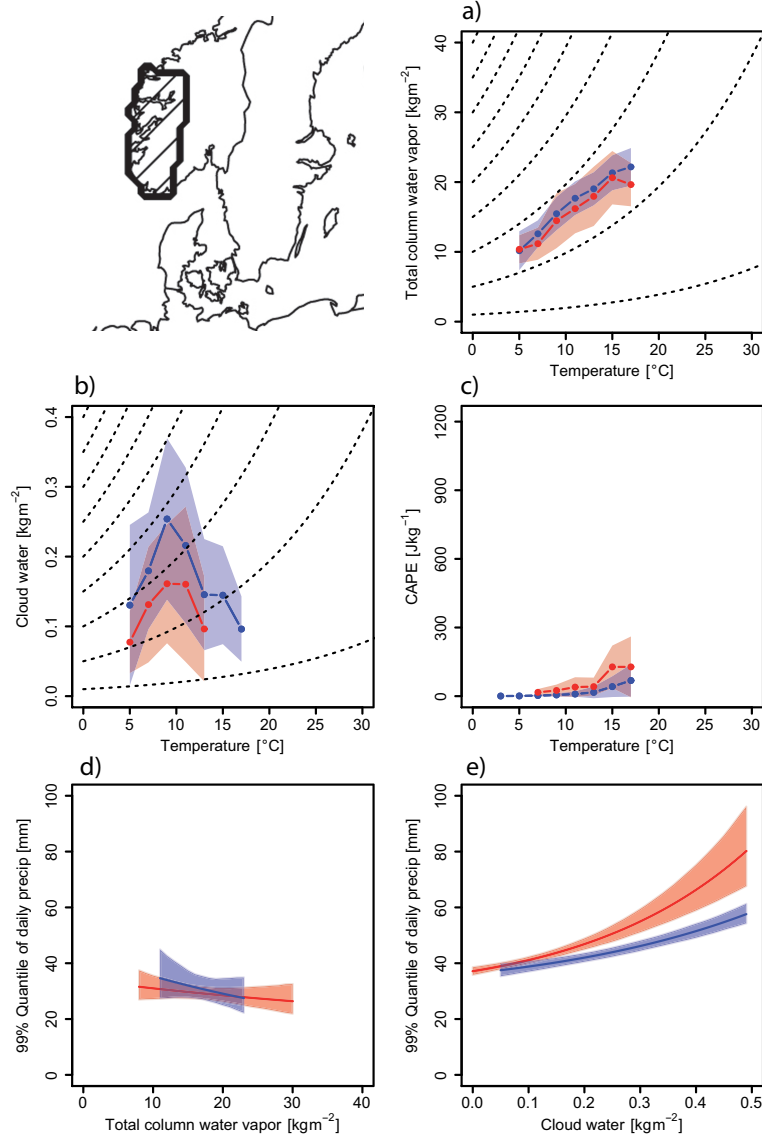 a)
Total column water vapor [kgm−2]
0
10
20
30
40
0 5 10 15 20 25 30
Temperature [°C]
b)
Cloud water [kgm−2]
0.0
0.1
0.2
0.3
0.4
0 5 10 15 20 25 30
Temperature [°C]
c)
CAPE [Jkg−1]
0
300
600
900
1200
0 5 10 15 20 25 30
Temperature [°C]
d)
99% Quantile of daily precip [mm]
0
20
40
60
80
100
0 10 20 30 40
Total column water vapor [kgm−2]
e)
99% Quantile of daily precip [mm]
0
20
40
60
80
100
0.0 0.1 0.2 0.3 0.4 0.5
Cloud water [kgm−2]